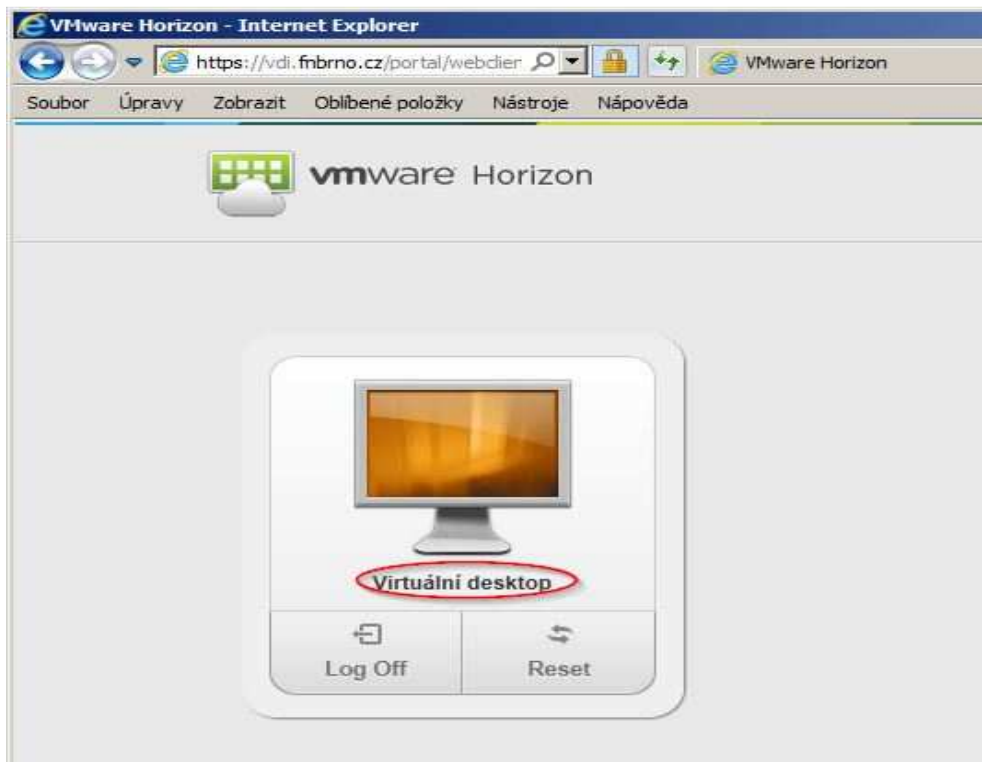 VMware Horizon - Internet Explorer
https://vdi.fnbrno.cz/portal/webclien VMware Horizon
Soubor Úpravy Zobrazit Oblíbené položky Nástroje Nápověda
vmware Horizon
Virtuální desktop
Log Off Reset